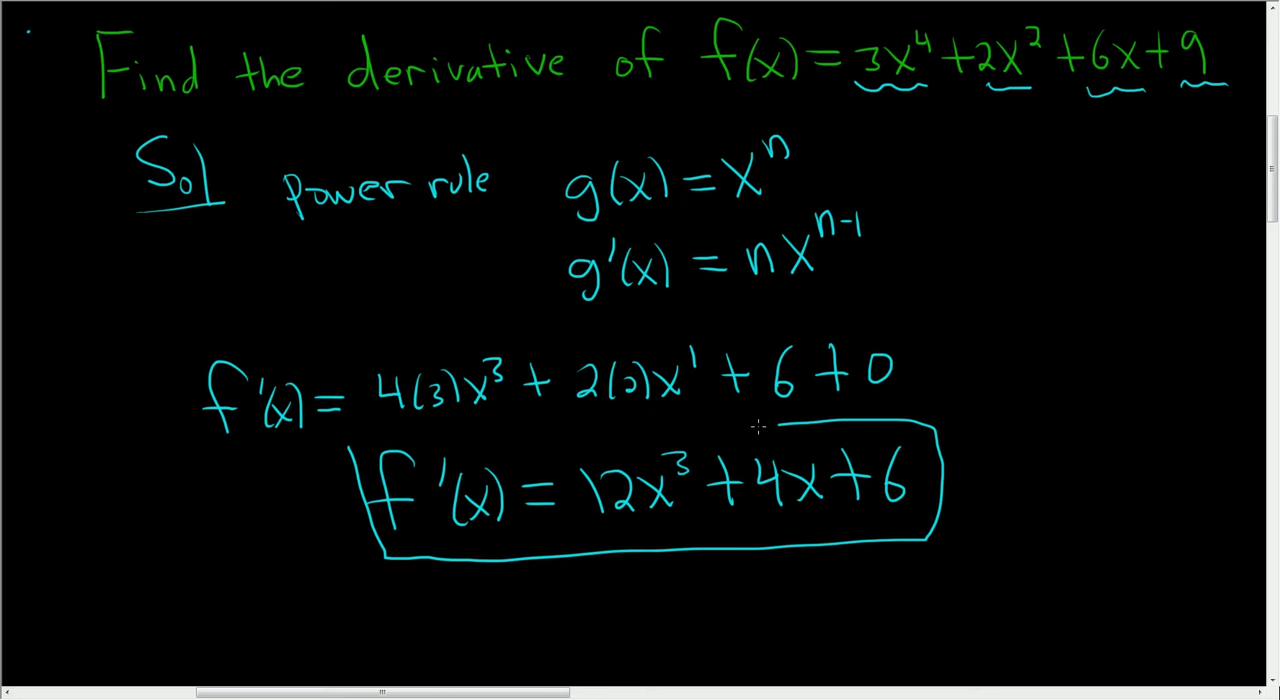 Find the derivative of f(x) = 3x⁴ + 2x² + 6x + 9
Sol power rule g(x) = xⁿ
g'(x) = nxⁿ⁻¹
f'(x) = 4(3)x³ + 2(2)x¹ + 6 + 0
f'(x) = 12x³ + 4x + 6